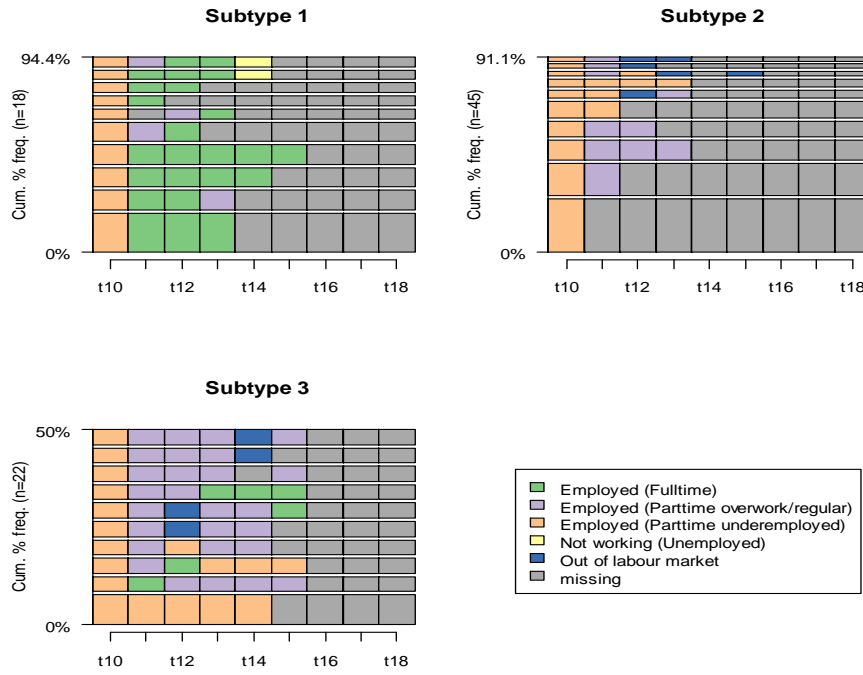 Subtype 1
94.4%
Cum. % freq. (n=18)
0%
t10 t12 t14 t16 t18
Subtype 2
91.1%
Cum. % freq. (n=45)
0%
t10 t12 t14 t16 t18
Subtype 3
50%
Cum. % freq. (n=22)
0%
t10 t12 t14 t16 t18
Employed (Fulltime)
Employed (Parttime overwork/regular)
Employed (Parttime underemployed)
Not working (Unemployed)
Out of labour market
missing